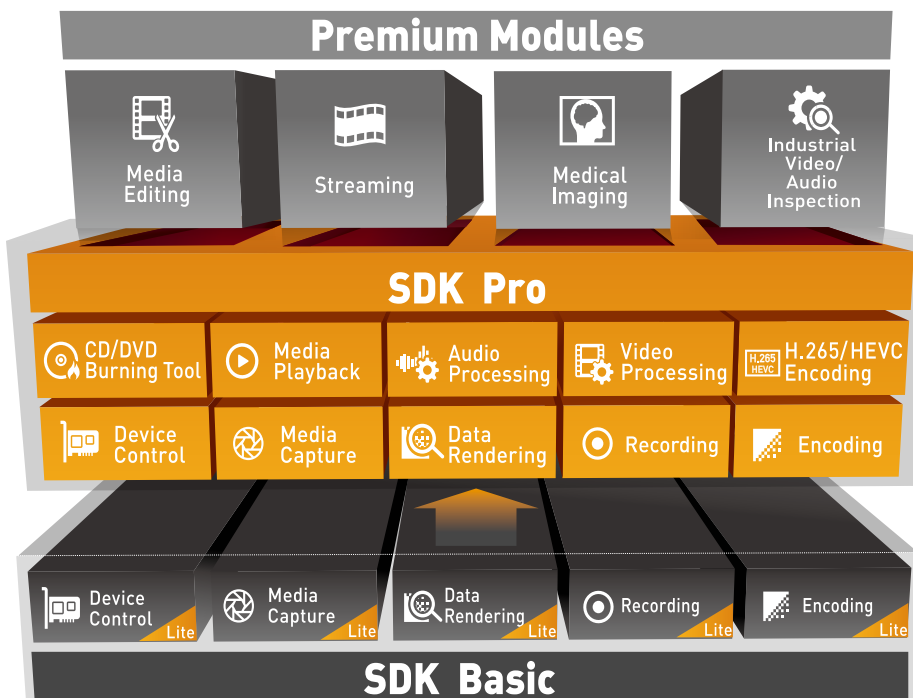 Premium Modules
Media
Editing
Streaming
Medical
Imaging
Industrial
Video/
Audio
Inspection
SDK Pro
CD/DVD
Burning Tool
Media
Playback
Audio
Processing
Video
Processing
H.265
HEVC
H.265/HEVC
Encoding
Device
Control
Media
Capture
Data
Rendering
Recording
Encoding
Device
Control
Lite
Media
Capture
Lite
Data
Rendering
Lite
Recording
Lite
Encoding
Lite
SDK Basic